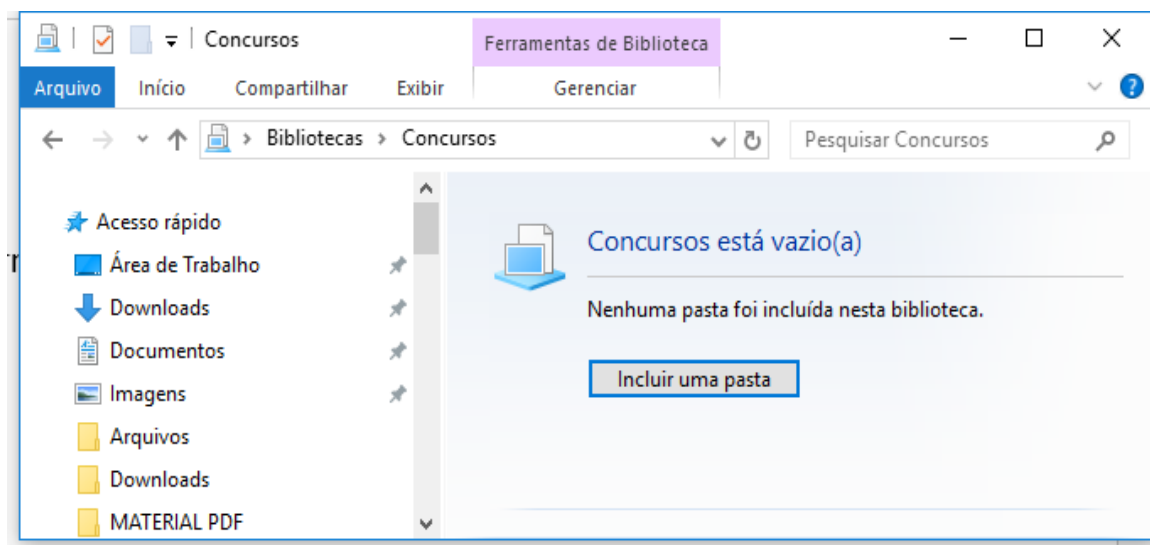 Concursos
Ferramentas de Biblioteca
Arquivo Início Compartilhar Exibir Gerenciar
Bibliotecas Concursos
Pesquisar Concursos
Acesso rápido
Área de Trabalho
Downloads
Documentos
Imagens
Arquivos
Downloads
MATERIAL PDF
Concursos está vazio(a)
Nenhuma pasta foi incluída nesta biblioteca.
Incluir uma pasta